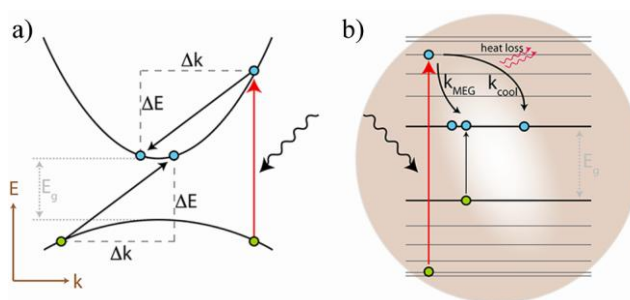 a)
Δk
ΔE
E_g
ΔE
Δk
E
k
b)
heat loss
k_MEG
k_cool
E_g